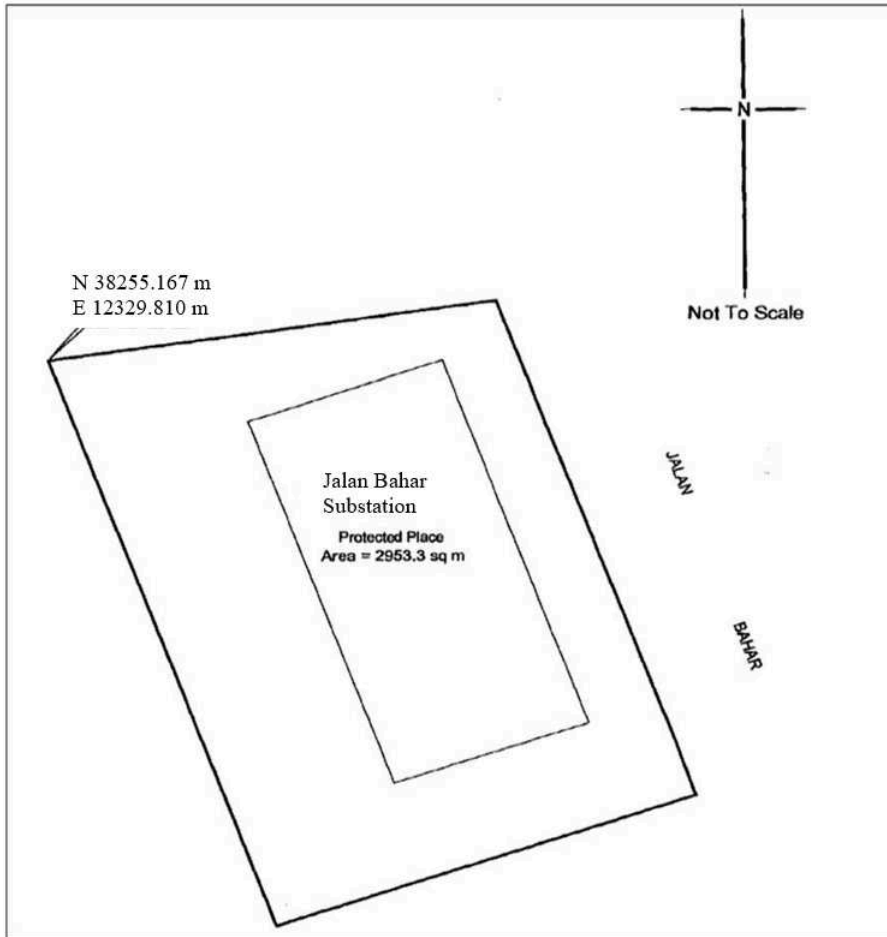 N
Not To Scale
N 38255.167 m
E 12329.810 m
JALAN
Jalan Bahar
Substation
Protected Place
Area = 2953.3 sq m
BAHAR